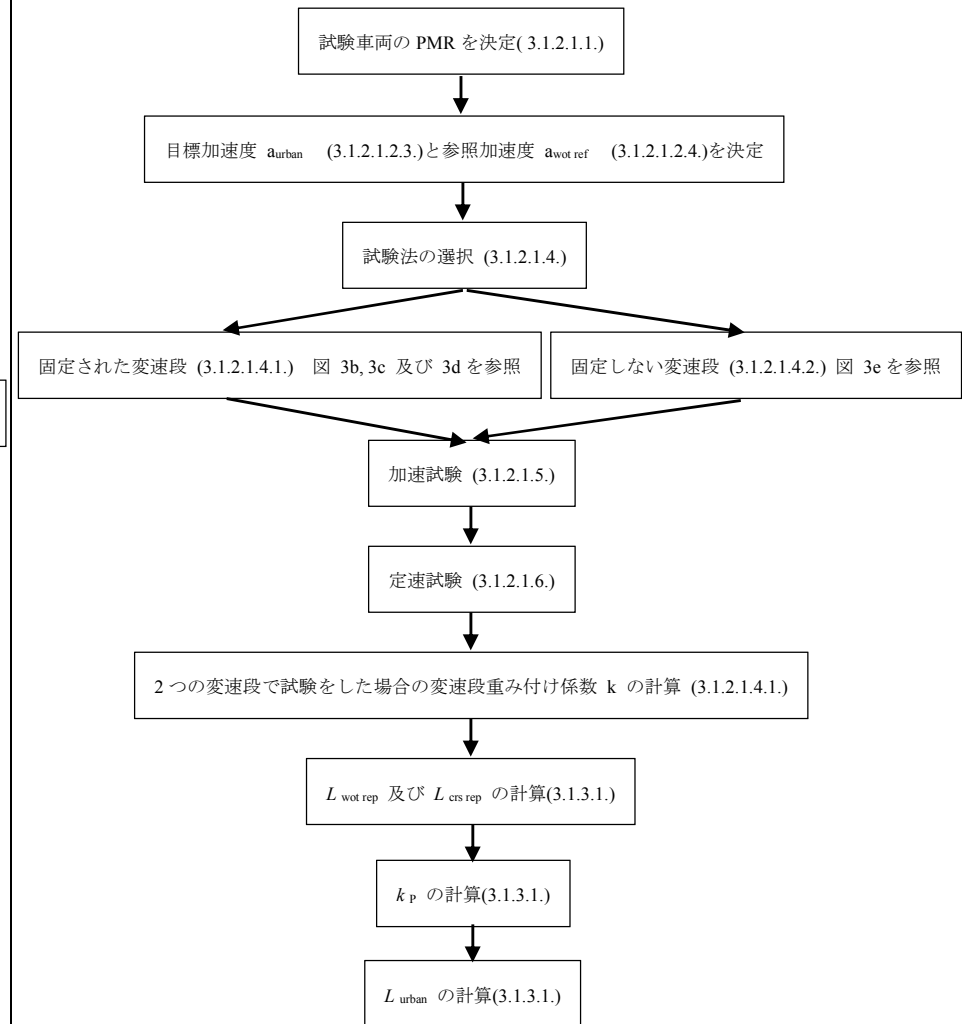 試験車両の PMR を決定( 3.1.2.1.1.)
目標加速度 aurban (3.1.2.1.2.3.)と参照加速度 awot ref (3.1.2.1.2.4.)を決定
試験法の選択 (3.1.2.1.4.)
固定された変速段 (3.1.2.1.4.1.) 図 3b, 3c 及び 3d を参照
固定しない変速段 (3.1.2.1.4.2.) 図 3e を参照
加速試験 (3.1.2.1.5.)
定速試験 (3.1.2.1.6.)
2 つの変速段で試験をした場合の変速段重み付け係数 k の計算 (3.1.2.1.4.1.)
L wot rep 及び L crs rep の計算(3.1.3.1.)
k P の計算(3.1.3.1.)
L urban の計算(3.1.3.1.)